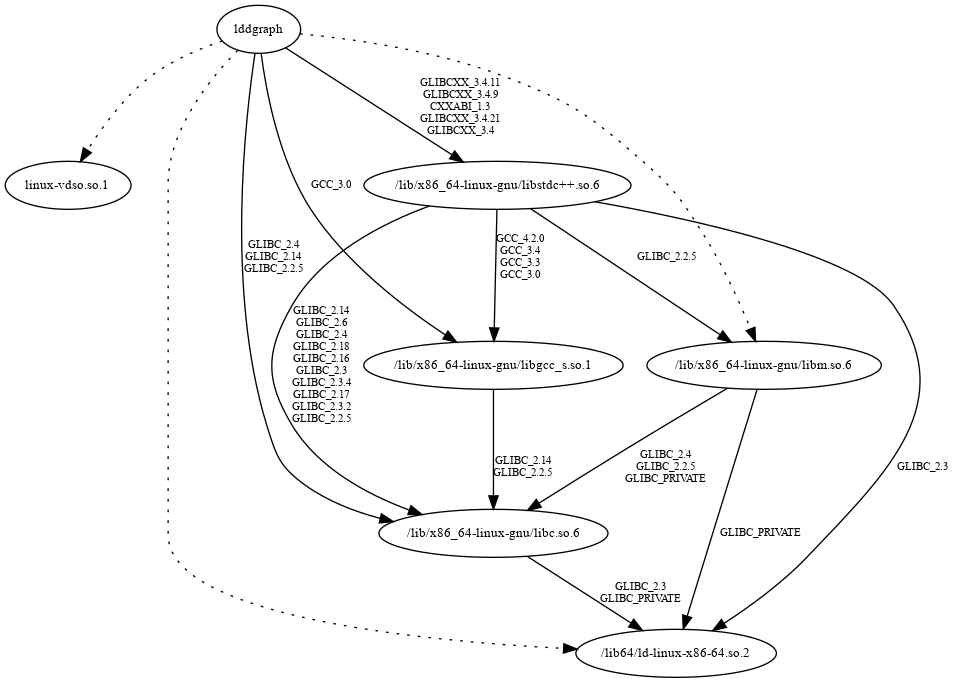 lddgraph
GLIBCXX_3.4.11
GLIBCXX_3.4.9
CXXABI_1.3
GLIBCXX_3.4.21
GLIBCXX_3.4
linux-vdso.so.1
GCC_3.0
/lib/x86_64-linux-gnu/libstdc++.so.6
GLIBC_2.4
GLIBC_2.14
GLIBC_2.2.5
GCC_4.2.0
GCC_3.4
GCC_3.3
GCC_3.0
GLIBC_2.2.5
GLIBC_2.14
GLIBC_2.6
GLIBC_2.4
GLIBC_2.18
GLIBC_2.16
GLIBC_2.3
GLIBC_2.3.4
GLIBC_2.17
GLIBC_2.3.2
GLIBC_2.2.5
/lib/x86_64-linux-gnu/libgcc_s.so.1
/lib/x86_64-linux-gnu/libm.so.6
GLIBC_2.14
GLIBC_2.2.5
GLIBC_2.4
GLIBC_2.2.5
GLIBC_PRIVATE
GLIBC_2.3
/lib/x86_64-linux-gnu/libc.so.6
GLIBC_PRIVATE
GLIBC_2.3
GLIBC_PRIVATE
/lib64/ld-linux-x86-64.so.2